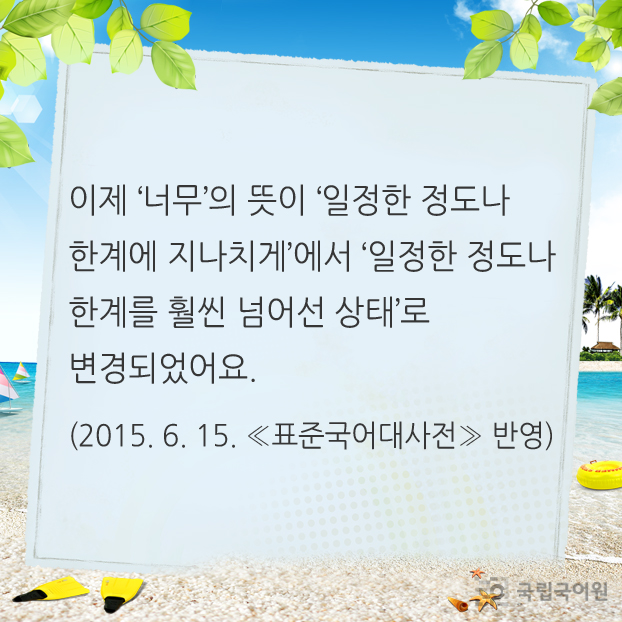 이제 ‘너무’의 뜻이 ‘일정한 정도나
한계에 지나치게’에서 ‘일정한 정도나
한계를 훨씬 넘어선 상태’로
변경되었어요.
(2015. 6. 15. ≪표준국어대사전≫ 반영)
국립국어원